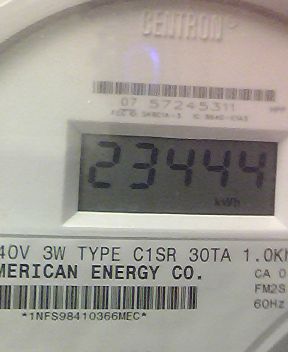 CENTRON
07 57245311
23444
kWh
40V 3W TYPE C1SR 30TA 1.0K
MERICAN ENERGY CO.
CA 0
FM2S
60Hz
*1NFS98410366MEC*